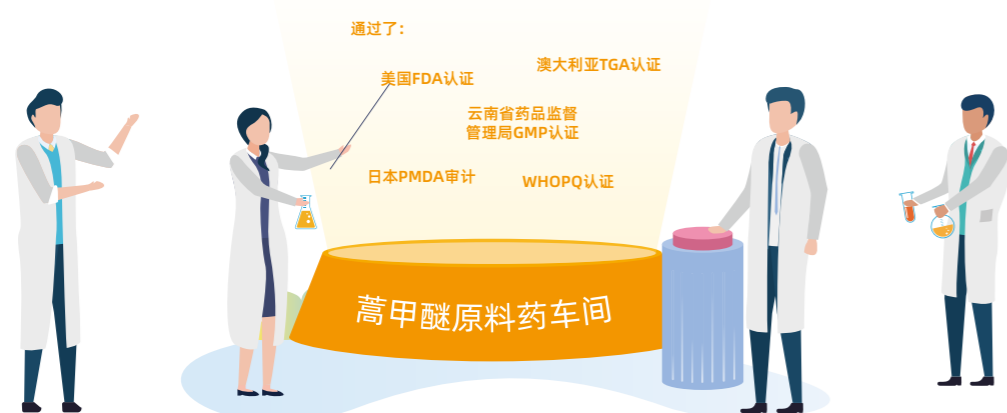 通过了：
美国FDA认证
澳大利亚TGA认证
云南省药品监督
管理局GMP认证
日本PMDA审计
WHOPQ认证
蒿甲醚原料药车间